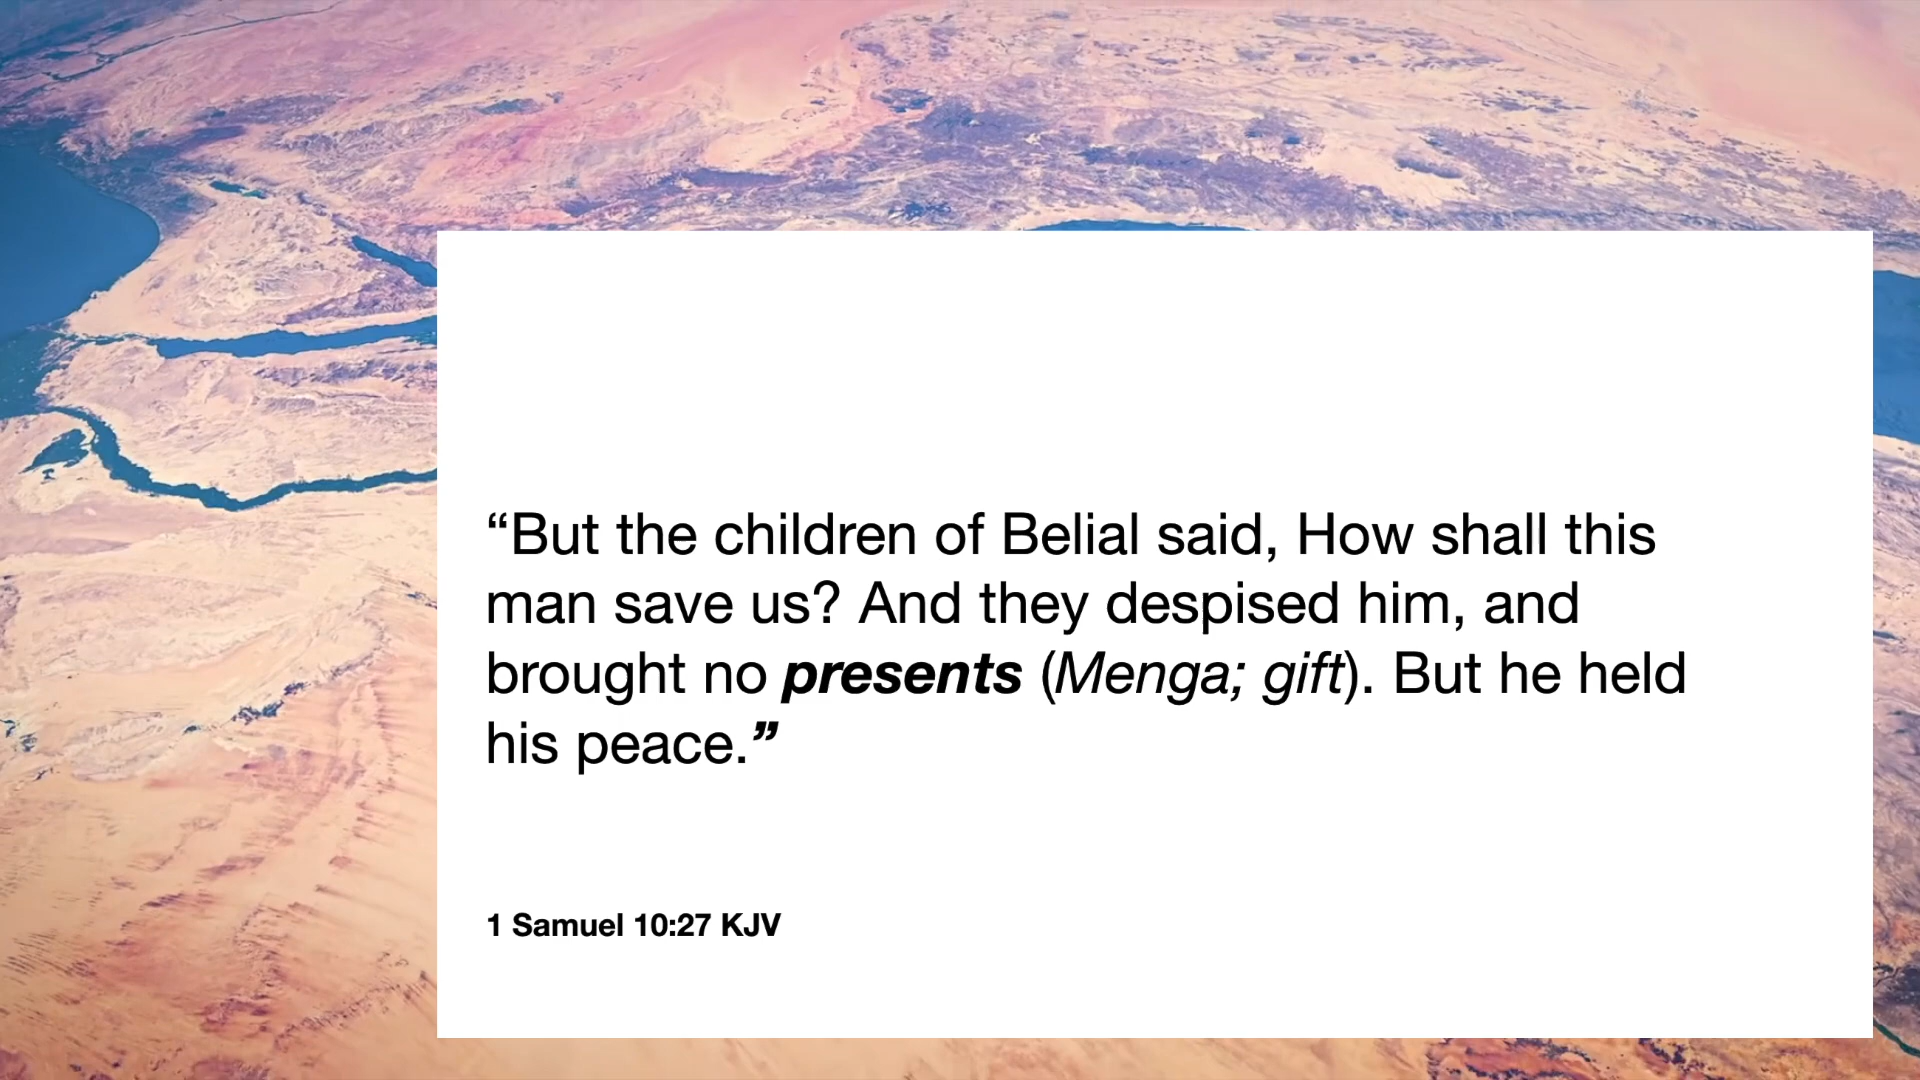 “But the children of Belial said, How shall this
man save us? And they despised him, and
brought no presents (Menga; gift). But he held
his peace.”
1 Samuel 10:27 KJV